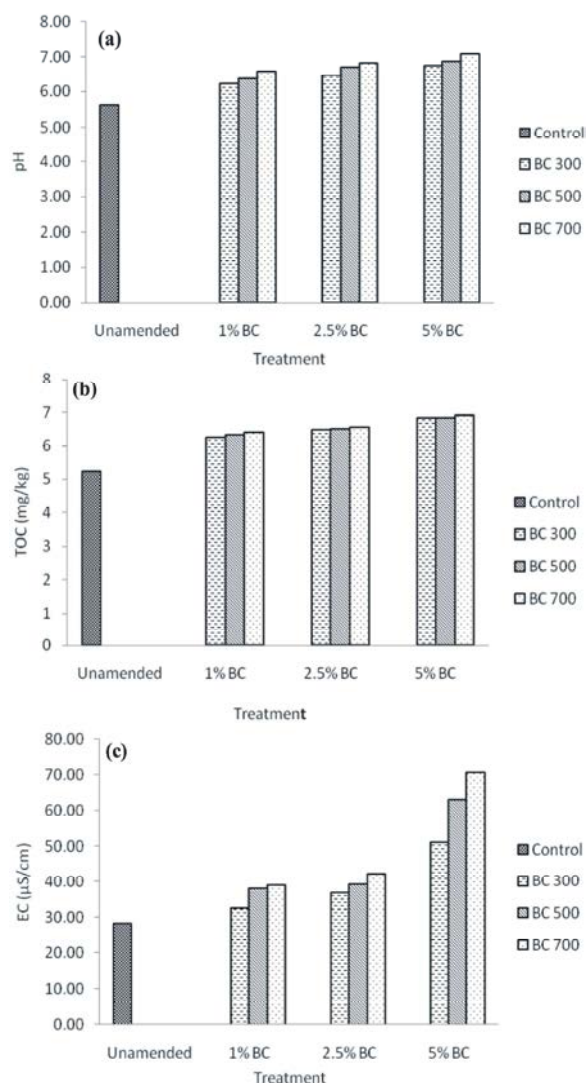 (a)
8.00
7.00
6.00
5.00
4.00
3.00
2.00
1.00
0.00
pH
Unamended 1% BC 2.5% BC 5% BC
Treatment
Control
BC 300
BC 500
BC 700
(b)
8
7
6
5
4
3
2
1
0
TOC (mg/kg)
Unamended 1% BC 2.5% BC 5% BC
Treatment
Control
BC 300
BC 500
BC 700
(c)
80.00
70.00
60.00
50.00
40.00
30.00
20.00
10.00
0.00
EC (µS/cm)
Unamended 1% BC 2.5% BC 5% BC
Treatment
Control
BC 300
BC 500
BC 700